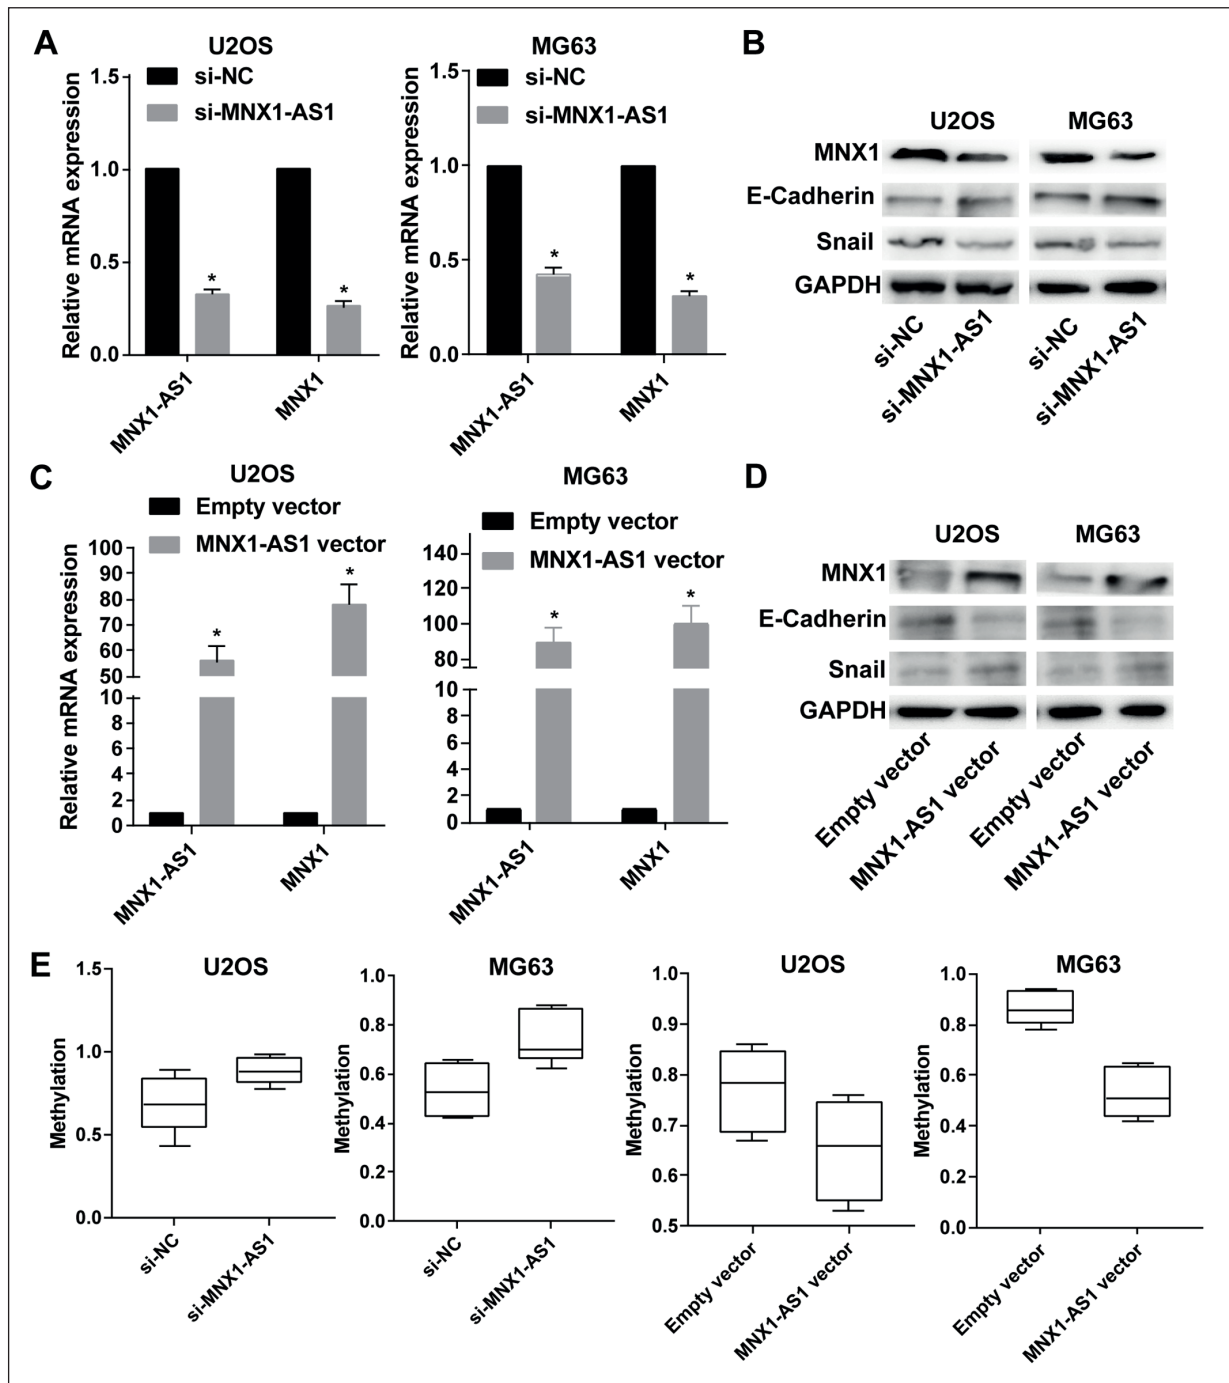 A
U2OS
si-NC
si-MNX1-AS1
Relative mRNA expression
1.5
1.0
0.5
0.0
*
*
MNX1-AS1
MNX1
MG63
si-NC
si-MNX1-AS1
Relative mRNA expression
1.5
1.0
0.5
0.0
*
*
MNX1-AS1
MNX1
B
U2OS
MG63
MNX1
E-Cadherin
Snail
GAPDH
si-NC
si-MNX1-AS1
si-NC
si-MNX1-AS1
C
U2OS
Empty vector
MNX1-AS1 vector
Relative mRNA expression
100
90
80
70
60
50
10
8
6
4
2
0
*
*
MNX1-AS1
MNX1
MG63
Empty vector
MNX1-AS1 vector
140
120
100
80
10
8
6
4
2
0
*
*
MNX1-AS1
MNX1
D
U2OS
MG63
MNX1
E-Cadherin
Snail
GAPDH
Empty vector
MNX1-AS1 vector
Empty vector
MNX1-AS1 vector
E
U2OS
Methylation
1.5
1.0
0.5
0.0
si-NC
si-MNX1-AS1
MG63
Methylation
1.0
0.8
0.6
0.4
0.2
0.0
si-NC
si-MNX1-AS1
U2OS
Methylation
1.0
0.9
0.8
0.7
0.6
0.5
Empty vector
MNX1-AS1 vector
MG63
Methylation
1.0
0.8
0.6
0.4
0.2
0.0
Empty vector
MNX1-AS1 vector